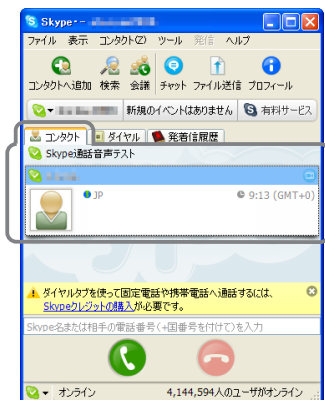 Skype™ -
ファイル 表示 コンタクト(Z) ツール 発信 ヘルプ
コンタクトへ追加 検索 会議 チャット ファイル送信 プロフィール
新規のイベントはありません 有料サービス
コンタクト ダイヤル 発着信履歴
Skype通話音声テスト
JP 9:13 (GMT+0)
ダイヤルタブを使って固定電話や携帯電話へ通話するには、
Skypeクレジットの購入が必要です。
Skype名または相手の電話番号(+国番号を付けて)を入力
オンライン 4,144,594人のユーザがオンライン